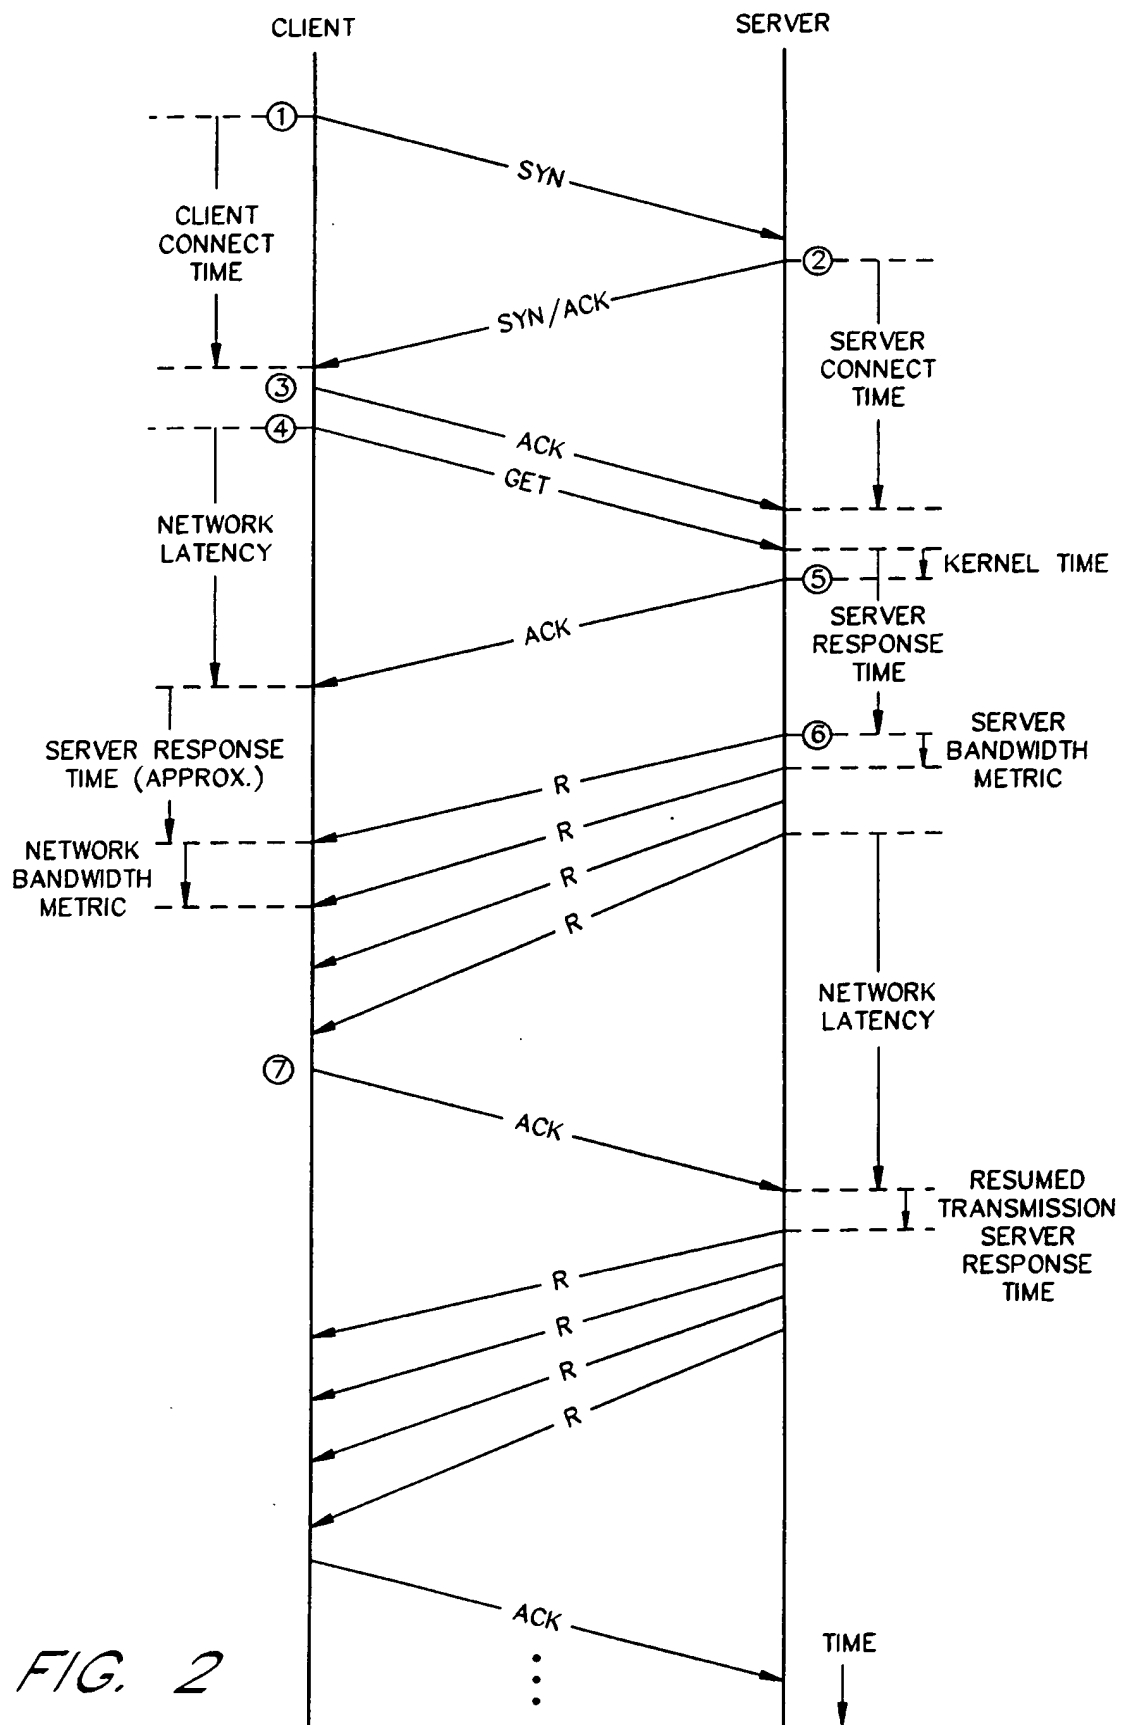 CLIENT
SERVER
1
SYN
CLIENT
CONNECT
TIME
2
SYN/ACK
SERVER
CONNECT
TIME
3
4
ACK
GET
NETWORK
LATENCY
KERNEL TIME
5
ACK
SERVER
RESPONSE
TIME
6
SERVER
BANDWIDTH
METRIC
SERVER RESPONSE
TIME (APPROX.)
R
R
R
R
NETWORK
BANDWIDTH
METRIC
NETWORK
LATENCY
7
ACK
RESUMED
TRANSMISSION
SERVER
RESPONSE
TIME
R
R
R
R
ACK
TIME
FIG. 2